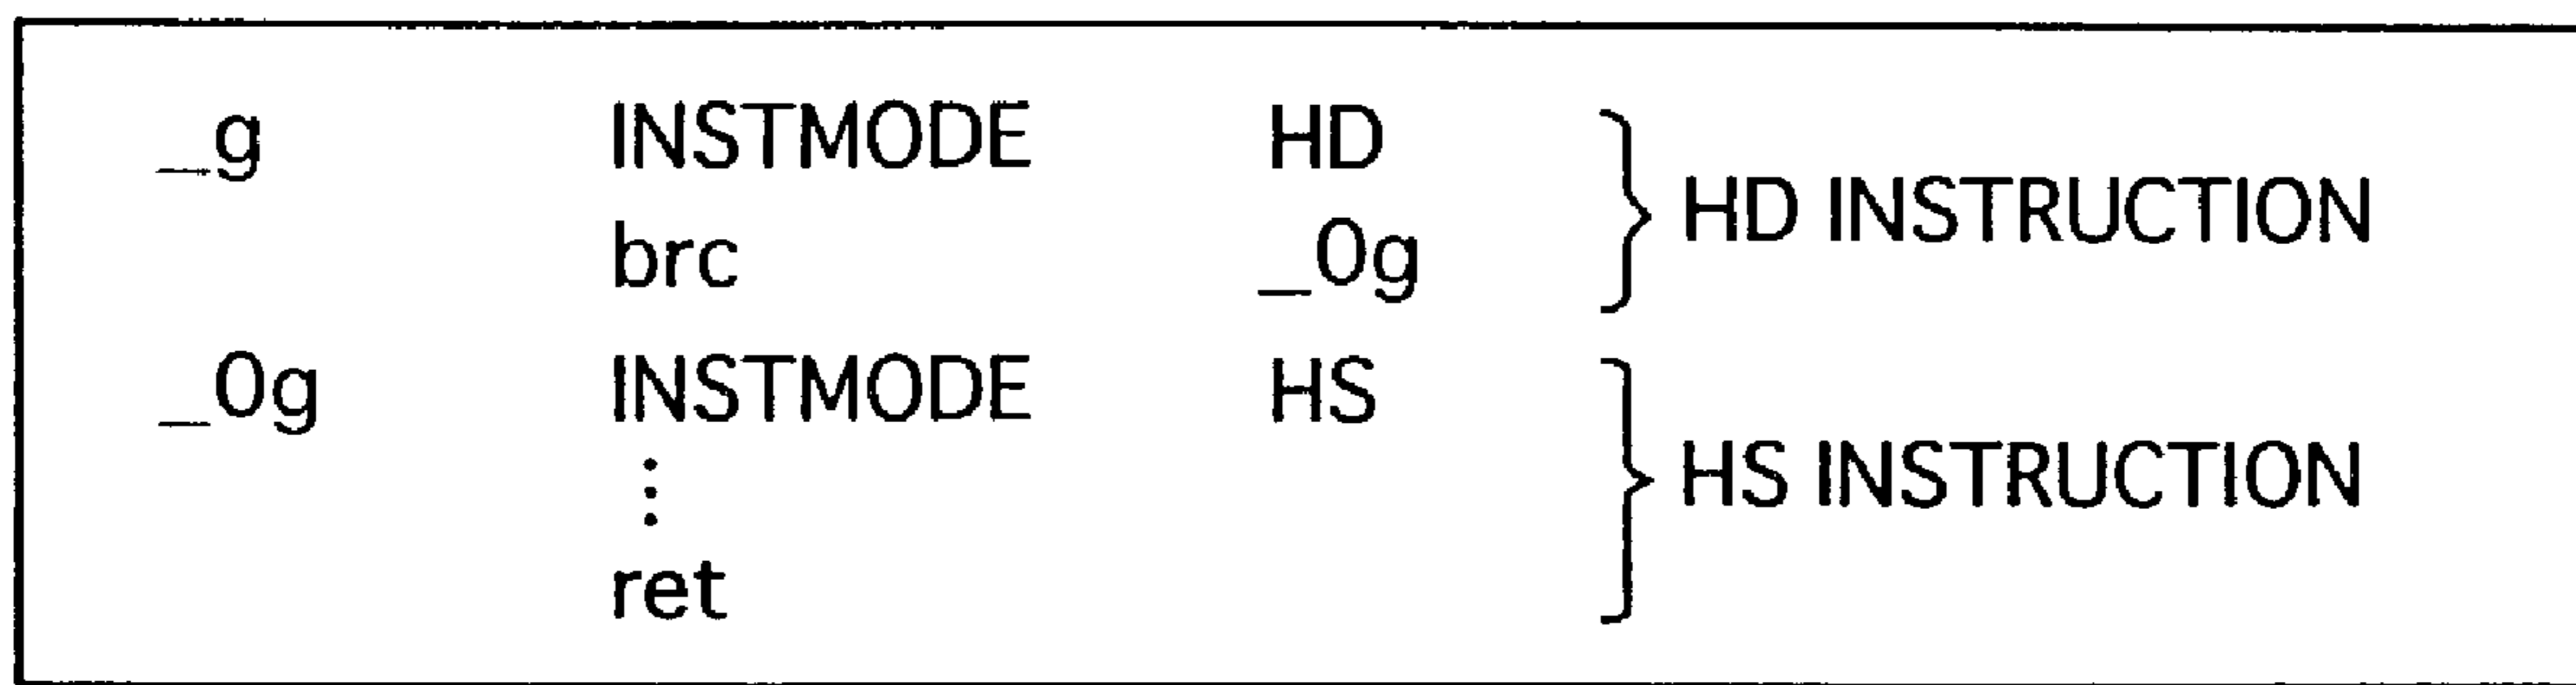 _g INSTMODE HD
brc _0g
HD INSTRUCTION
_0g INSTMODE HS
⋮
ret
HS INSTRUCTION